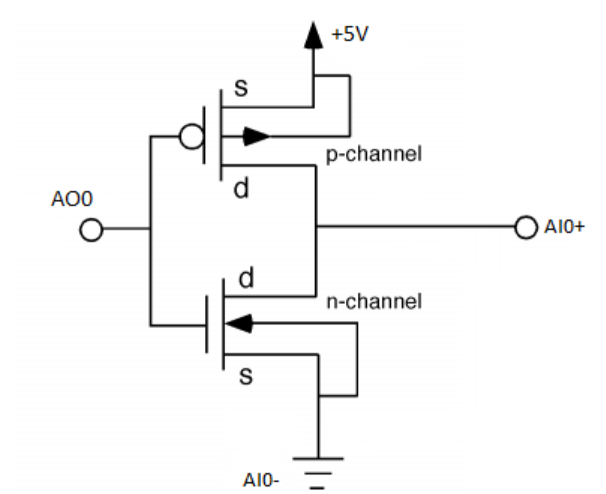 +5V
s
p-channel
d
AO0
AI0+
d
n-channel
s
AI0-